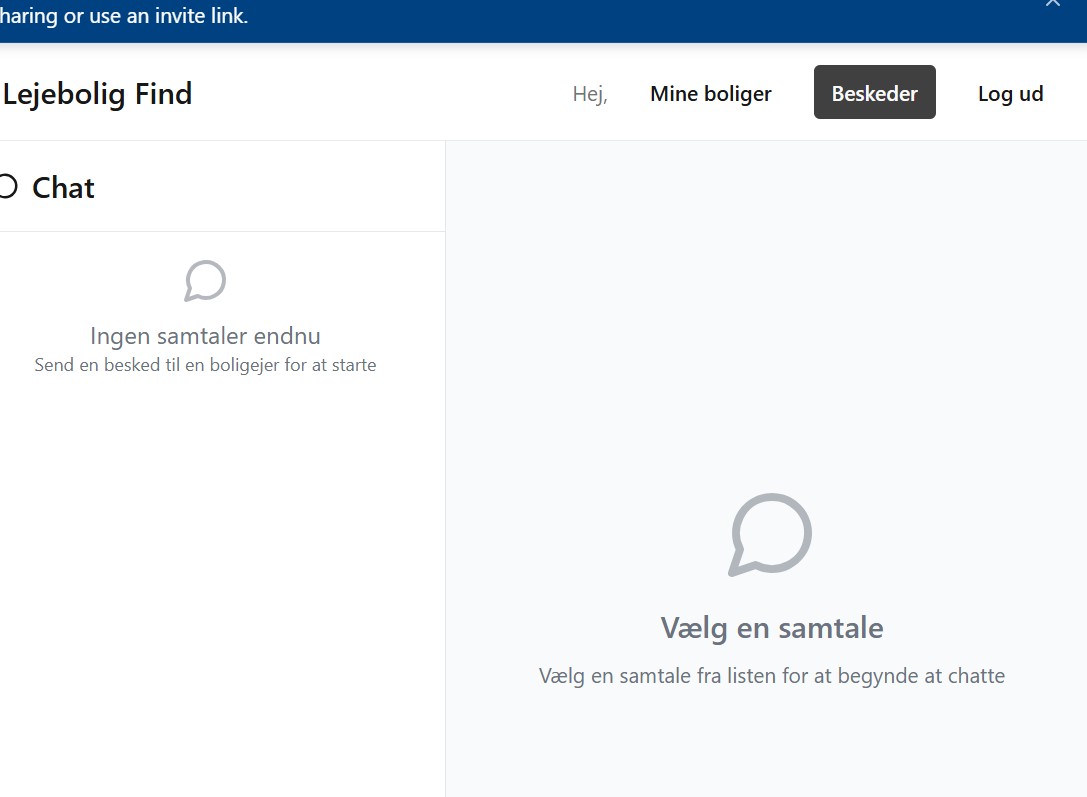 haring or use an invite link.
Lejebolig Find
Hej,
Mine boliger
Beskeder
Log ud
Chat
Ingen samtaler endnu
Send en besked til en boligejer for at starte
Vælg en samtale
Vælg en samtale fra listen for at begynde at chatte